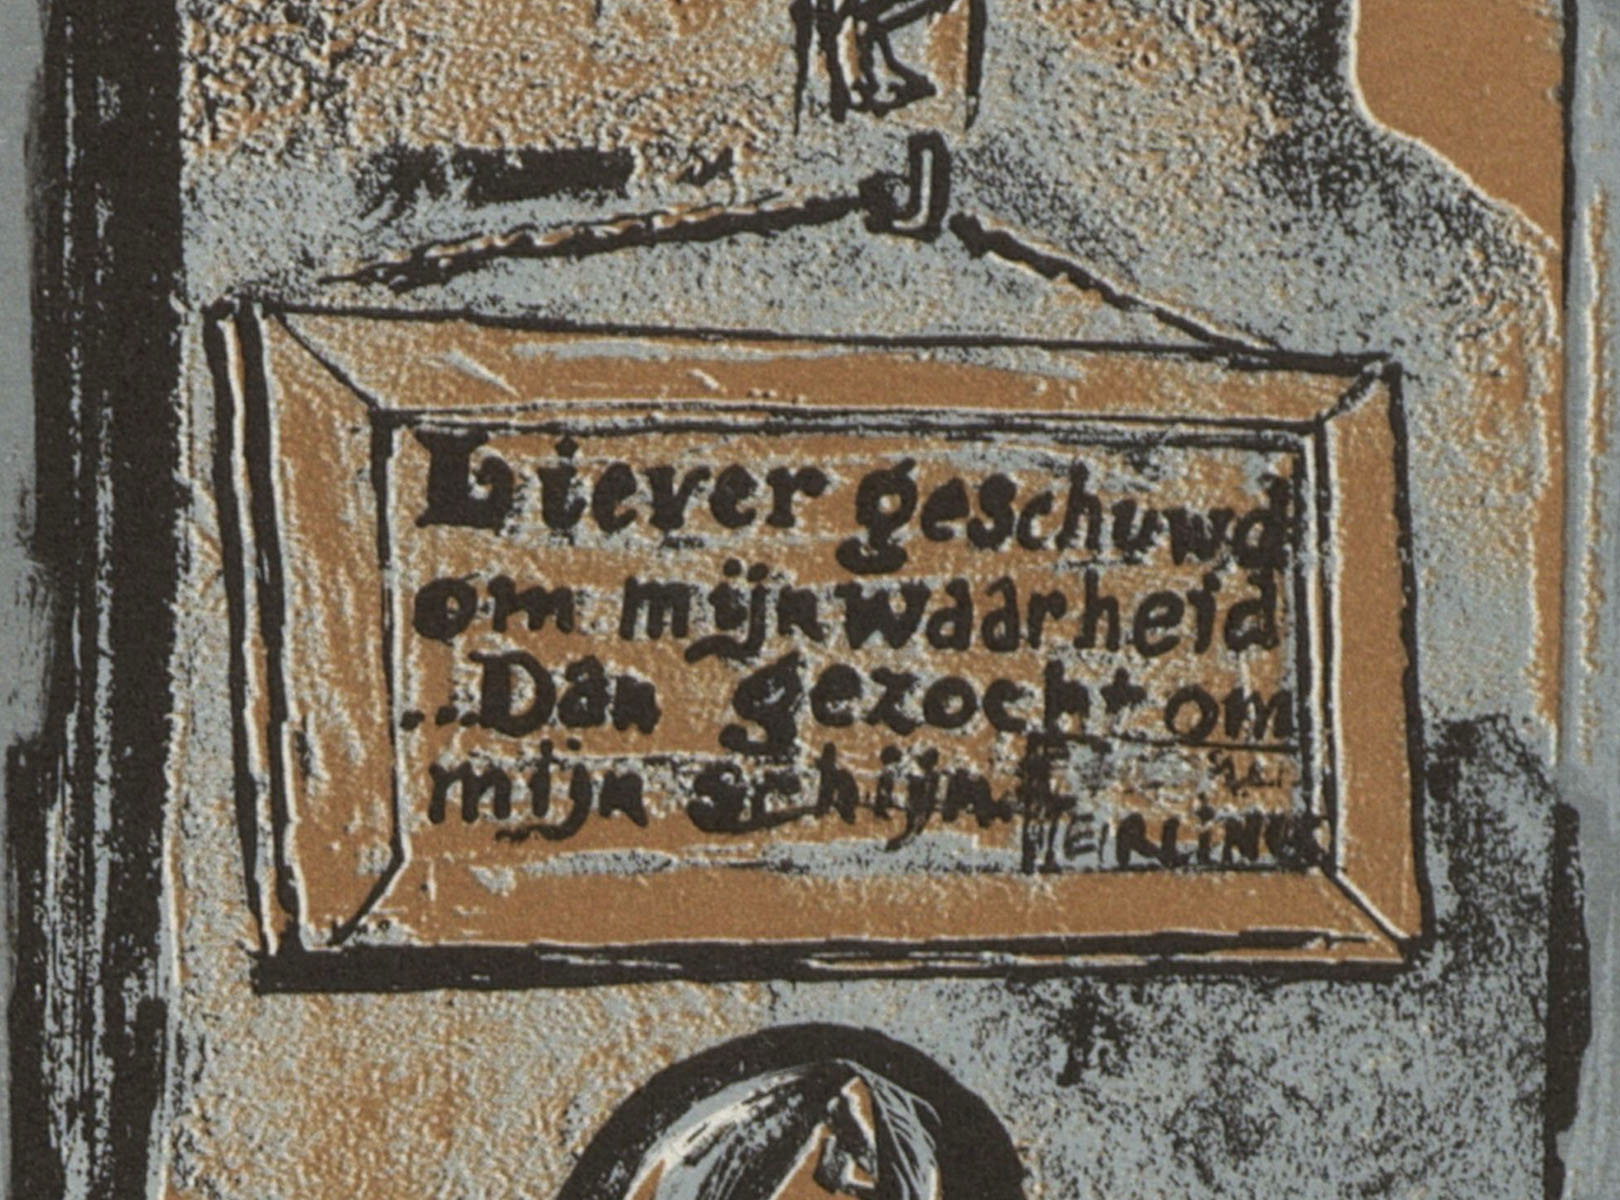 Liever geschuwd
om mijn waarheid
...Dan gezocht om
mijn schijn.